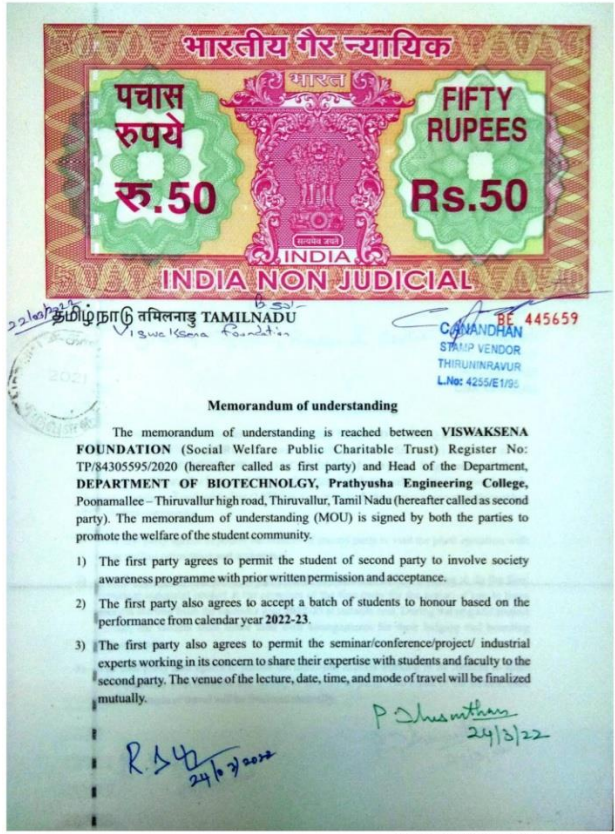 भारतीय गैर न्यायिक
भारत
पचास
रुपये
रु.50
FIFTY
RUPEES
Rs.50
सत्यमेव जयते
INDIA
INDIA NON JUDICIAL
22/03/2022
தமிழ்நாடு तमिलनाडु TAMILNADU
Viswaksena Foundation
BE 445659
C.ANANDHAN
STAMP VENDOR
THIRUNINRAVUR
L.No: 4255/E1/95
2021
Memorandum of understanding
The memorandum of understanding is reached between VISWAKSENA
FOUNDATION (Social Welfare Public Charitable Trust) Register No:
TP/84305595/2020 (hereafter called as first party) and Head of the Department,
DEPARTMENT OF BIOTECHNOLGY, Prathyusha Engineering College,
Poonamallee – Thiruvallur high road, Thiruvallur, Tamil Nadu (hereafter called as second
party). The memorandum of understanding (MOU) is signed by both the parties to
promote the welfare of the student community.
1) The first party agrees to permit the student of second party to involve society
awareness programme with prior written permission and acceptance.
2) The first party also agrees to accept a batch of students to honour based on the
performance from calendar year 2022-23.
3) The first party also agrees to permit the seminar/conference/project/ industrial
experts working in its concern to share their expertise with students and faculty to the
second party. The venue of the lecture, date, time, and mode of travel will be finalized
mutually.
24/3/22
24/03/2022